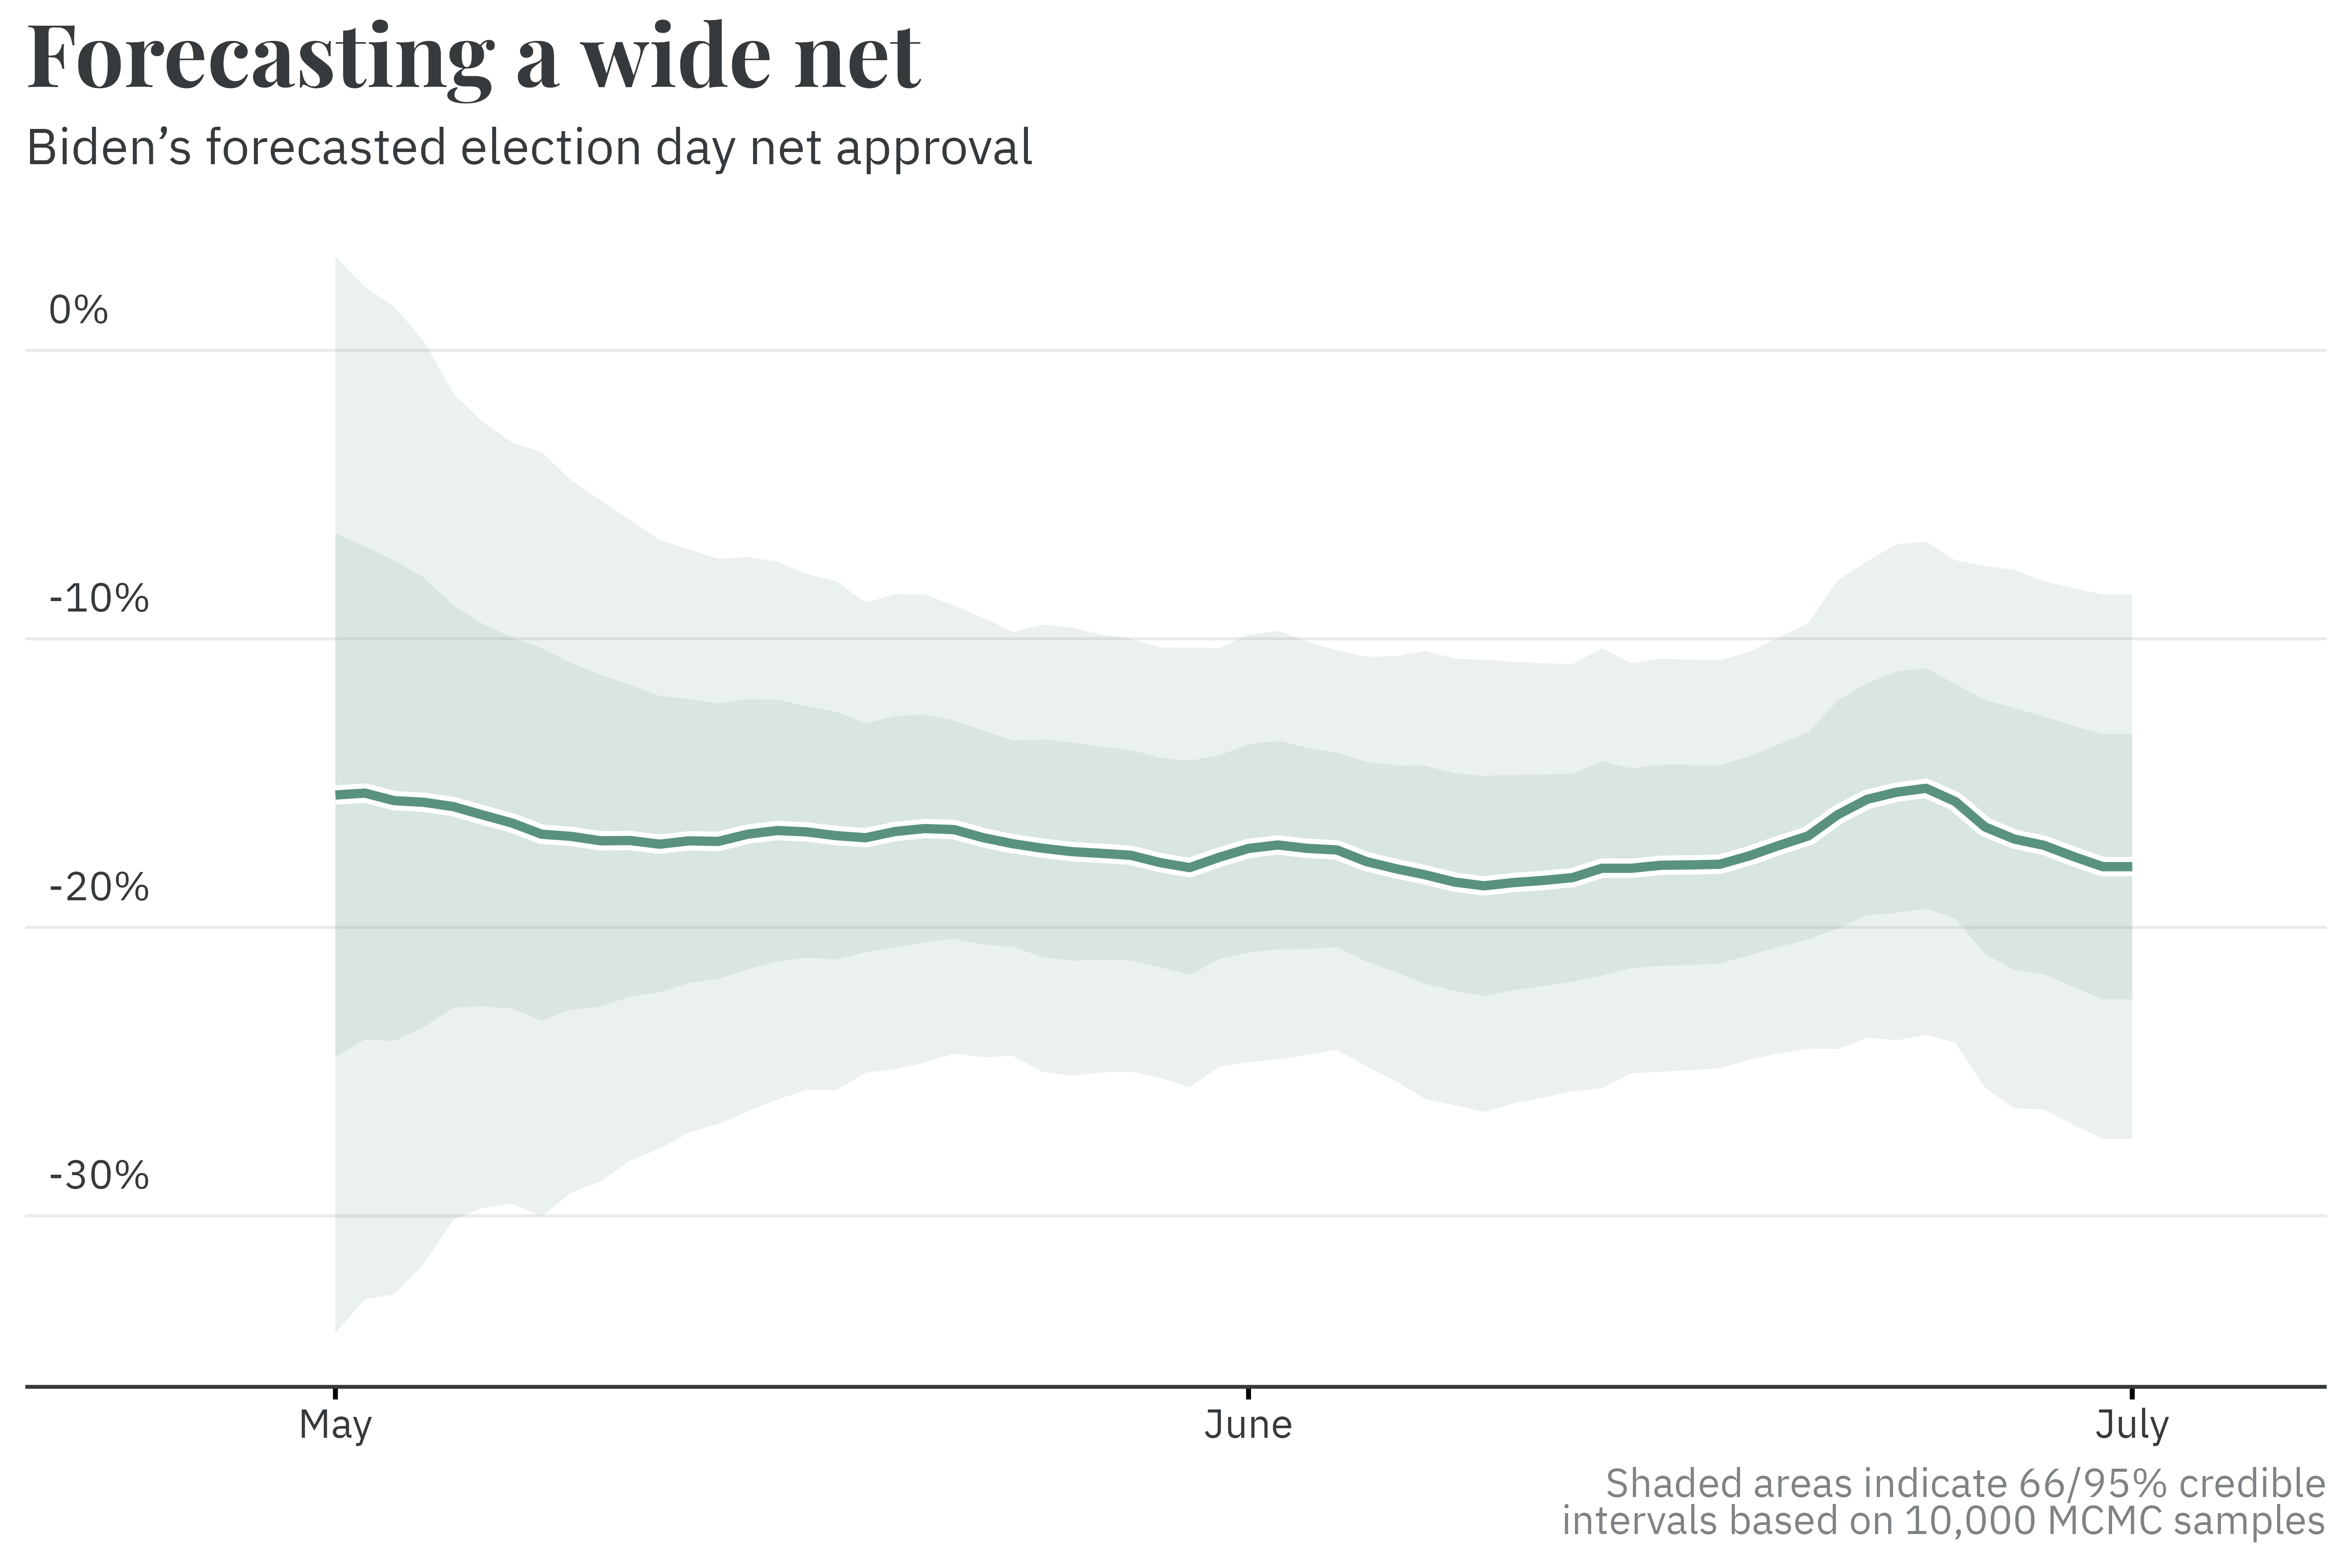 Forecasting a wide net
Biden’s forecasted election day net approval
0%
-10%
-20%
-30%
May
June
July
Shaded areas indicate 66/95% credible
intervals based on 10,000 MCMC samples